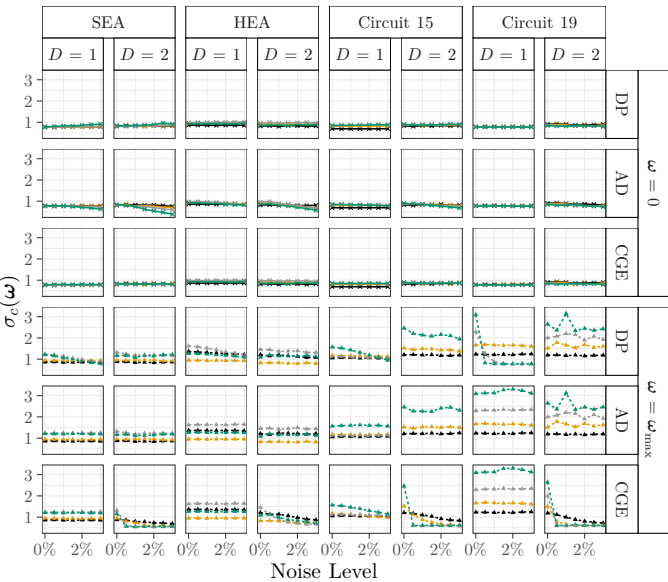 SEA HEA Circuit 15 Circuit 19
D = 1 D = 2 D = 1 D = 2 D = 1 D = 2 D = 1 D = 2
3
2
1
DP
3
2
1
AD
3
2
1
CGE
ω = 0
σc(ω)
3
2
1
DP
3
2
1
AD
3
2
1
CGE
ω = ωmax
0% 2% 0% 2% 0% 2% 0% 2% 0% 2% 0% 2% 0% 2% 0% 2%
Noise Level